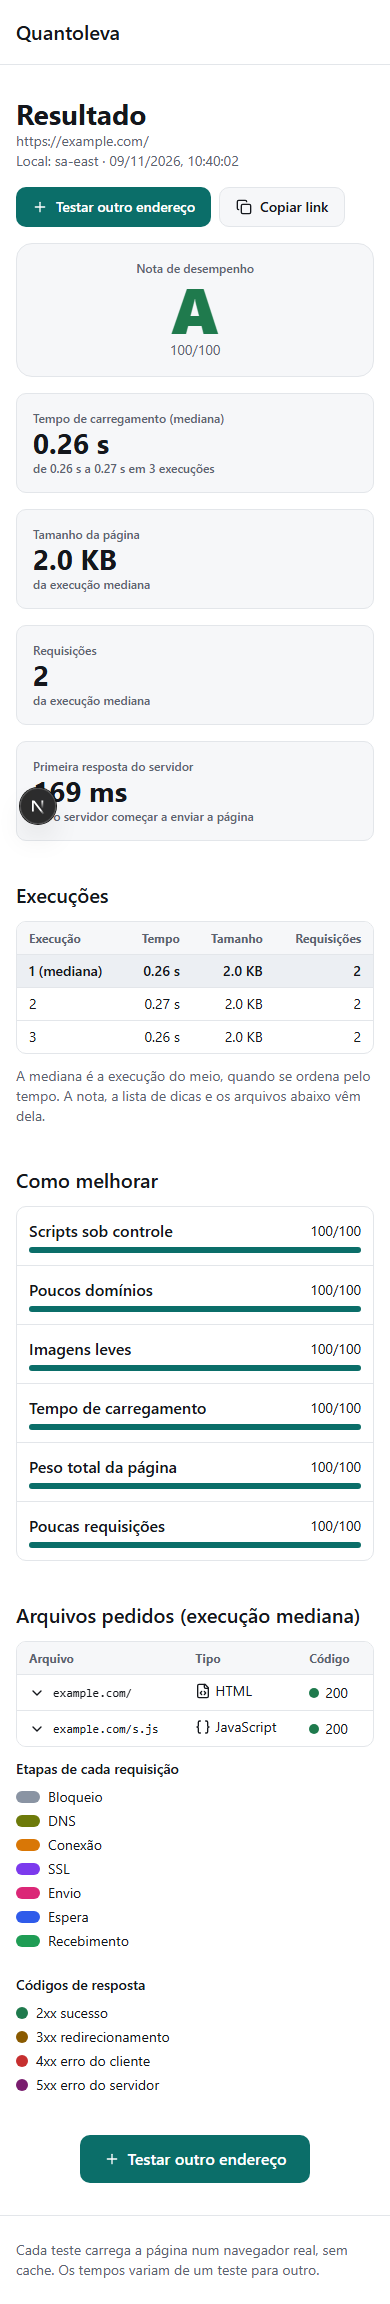 Quantoleva
Resultado
https://example.com/
Local: sa-east · 09/11/2026, 10:40:02
+ Testar outro endereço
Copiar link
Nota de desempenho
A
100/100
Tempo de carregamento (mediana)
0.26 s
de 0.26 s a 0.27 s em 3 execuções
Tamanho da página
2.0 KB
da execução mediana
Requisições
2
da execução mediana
Primeira resposta do servidor
169 ms
N
o servidor começar a enviar a página
Execuções
Execução Tempo Tamanho Requisições
1 (mediana) 0.26 s 2.0 KB 2
2 0.27 s 2.0 KB 2
3 0.26 s 2.0 KB 2
A mediana é a execução do meio, quando se ordena pelo
tempo. A nota, a lista de dicas e os arquivos abaixo vêm
dela.
Como melhorar
Scripts sob controle 100/100
Poucos domínios 100/100
Imagens leves 100/100
Tempo de carregamento 100/100
Peso total da página 100/100
Poucas requisições 100/100
Arquivos pedidos (execução mediana)
Arquivo Tipo Código
example.com/ HTML 200
example.com/s.js JavaScript 200
Etapas de cada requisição
Bloqueio
DNS
Conexão
SSL
Envio
Espera
Recebimento
Códigos de resposta
2xx sucesso
3xx redirecionamento
4xx erro do cliente
5xx erro do servidor
+ Testar outro endereço
Cada teste carrega a página num navegador real, sem
cache. Os tempos variam de um teste para outro.